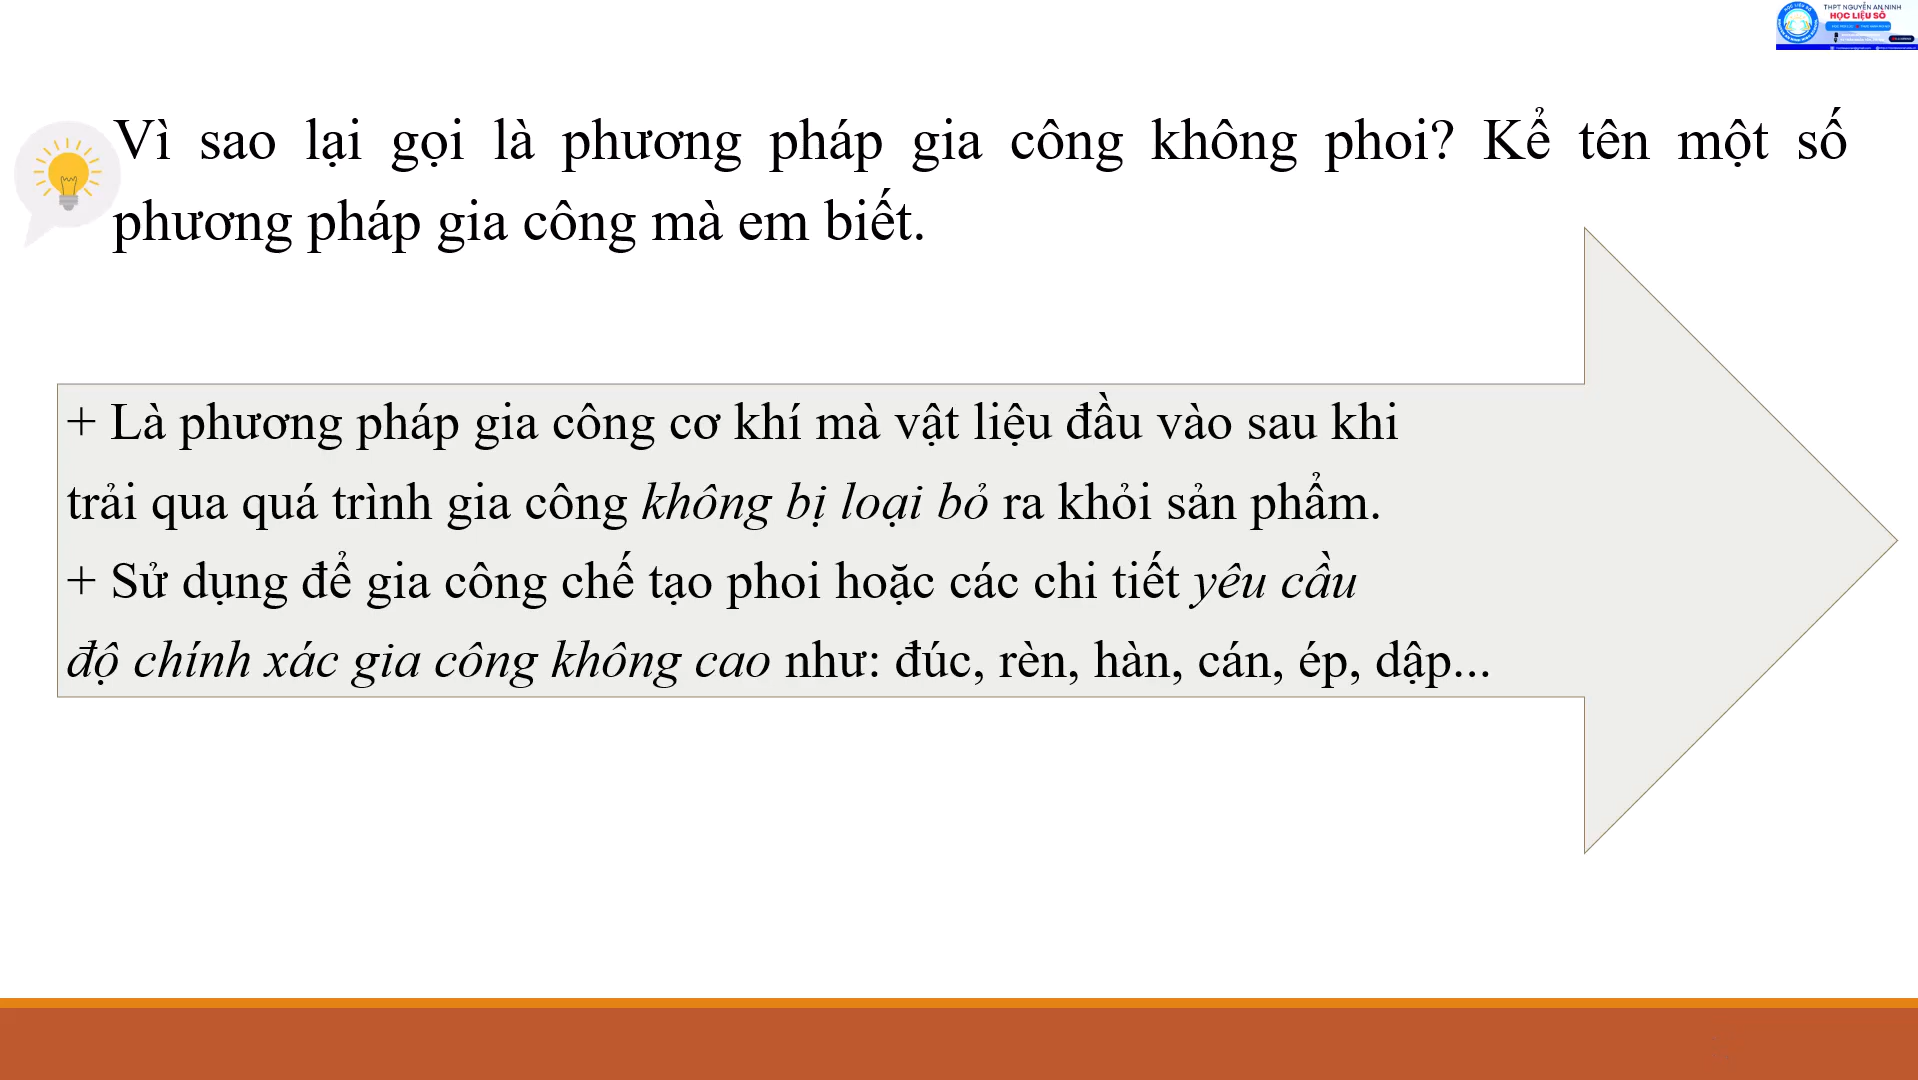 THPT NGUYỄN AN NINH
HỌC LIỆU SỐ
Vì sao lại gọi là phương pháp gia công không phoi? Kể tên một số
phương pháp gia công mà em biết.
+ Là phương pháp gia công cơ khí mà vật liệu đầu vào sau khi
trải qua quá trình gia công không bị loại bỏ ra khỏi sản phẩm.
+ Sử dụng để gia công chế tạo phoi hoặc các chi tiết yêu cầu
độ chính xác gia công không cao như: đúc, rèn, hàn, cán, ép, dập...